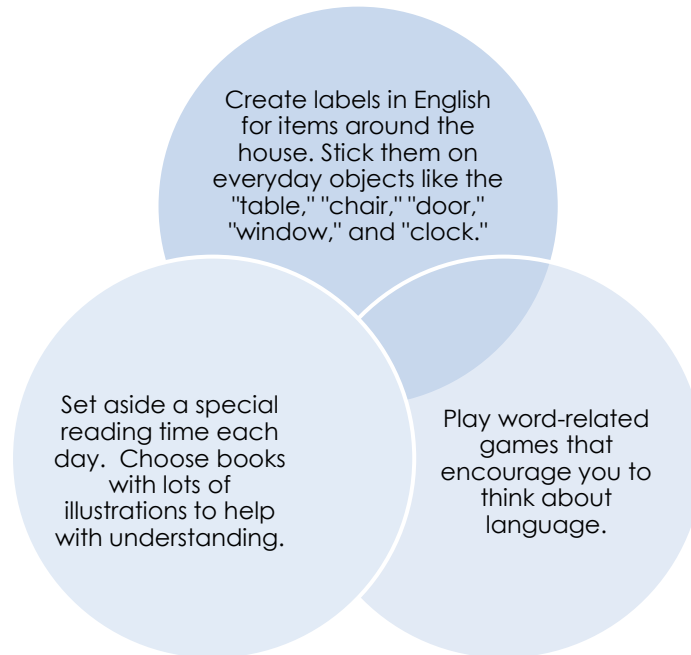 Create labels in English
for items around the
house. Stick them on
everyday objects like the
"table," "chair," "door,"
"window," and "clock."
Set aside a special
reading time each
day.  Choose books
with lots of
illustrations to help
with understanding.
Play word-related
games that
encourage you to
think about
language.